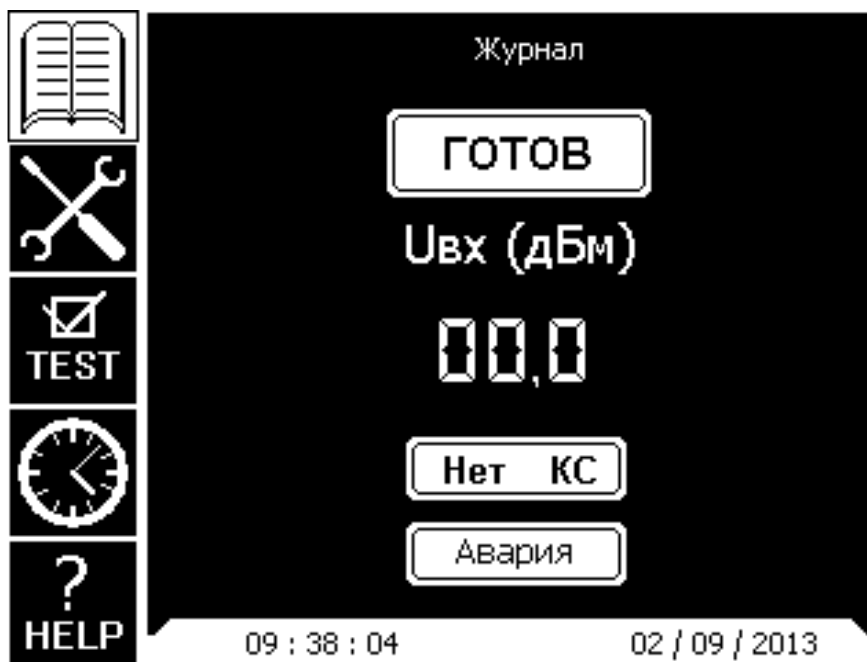 Журнал
ГОТОВ
Uвх (дБм)
00,0
TEST
Нет КС
Авария
?
HELP
09 : 38 : 04
02 / 09 / 2013